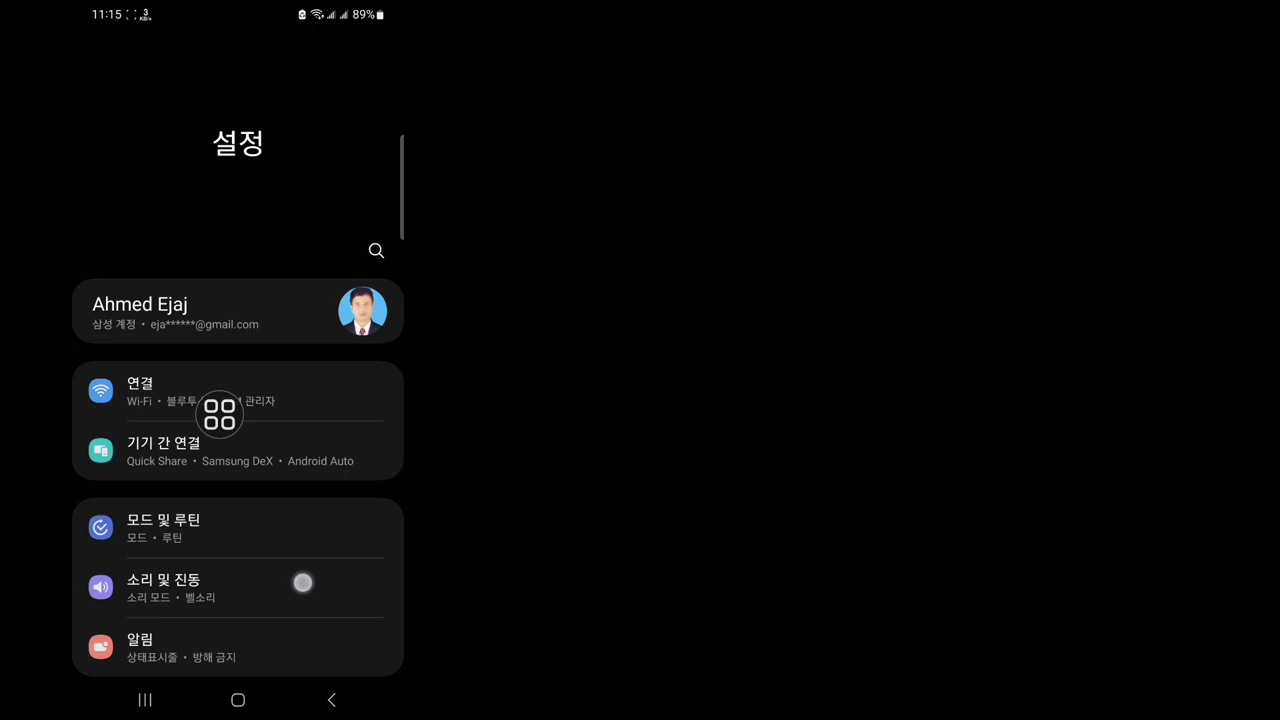 11:15 3 KB/s 89%
설정
Ahmed Ejaj
삼성 계정 • eja******@gmail.com
연결
Wi-Fi • 블루투 관리자
기기 간 연결
Quick Share • Samsung DeX • Android Auto
모드 및 루틴
모드 • 루틴
소리 및 진동
소리 모드 • 벨소리
알림
상태표시줄 • 방해 금지